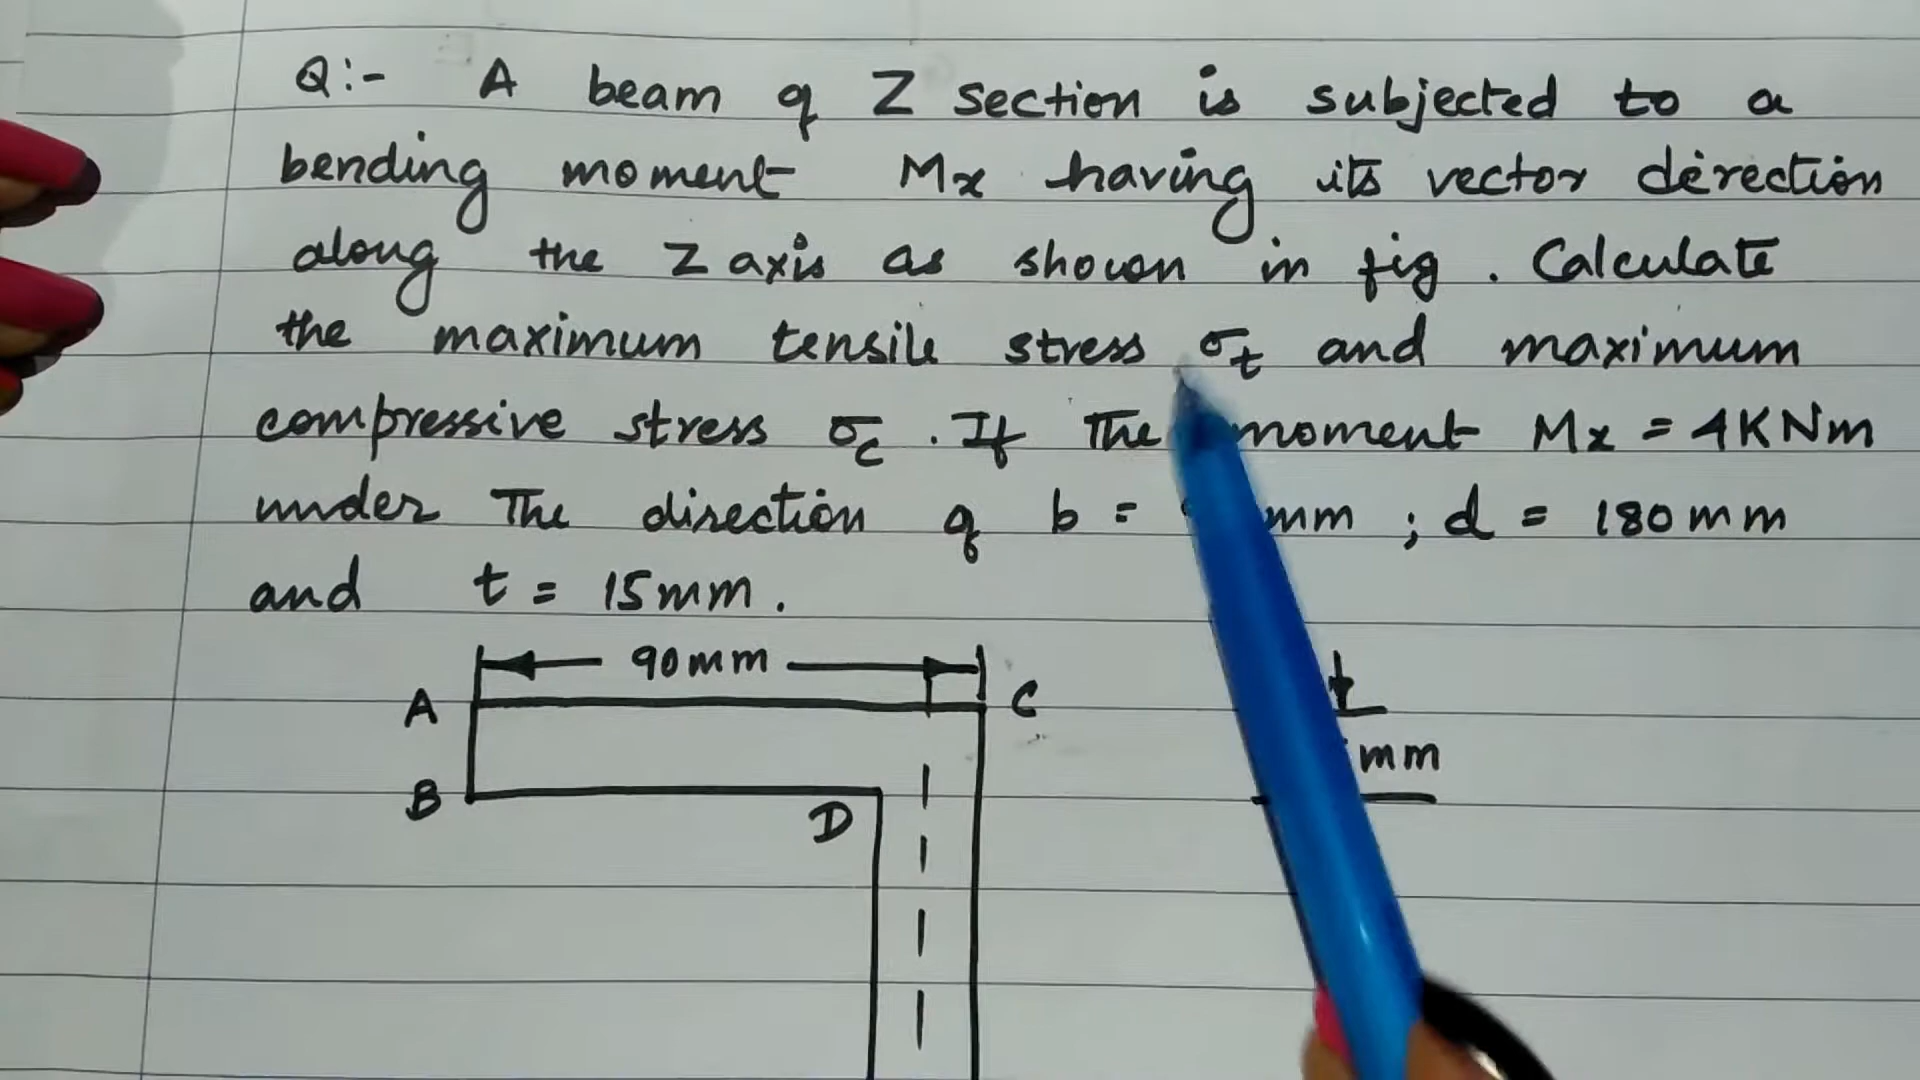 Q:- A beam of Z section is subjected to a
bending moment Mx having its vector direction
along the Z axis as shown in fig. Calculate
the maximum tensile stress σt and maximum
compressive stress σc. If the moment Mx = 4KNm
under the direction of b = mm ; d = 180mm
and t = 15mm.
90mm
A C
mm
B D